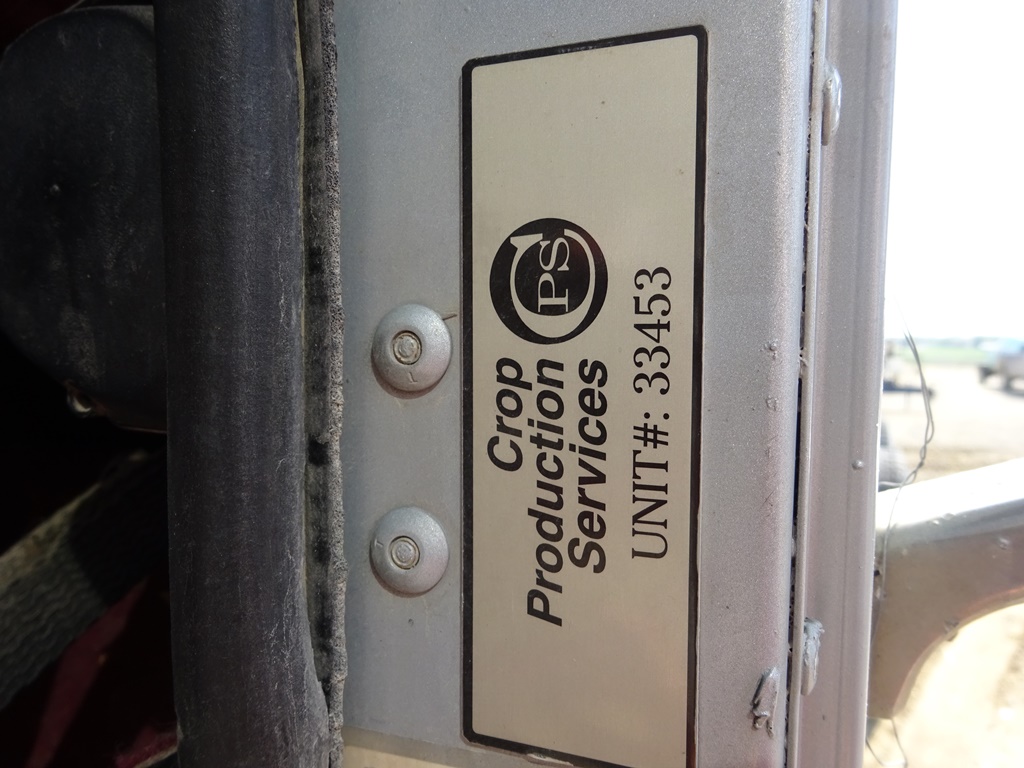 Crop
Production
Services
CPS
UNIT#: 33453